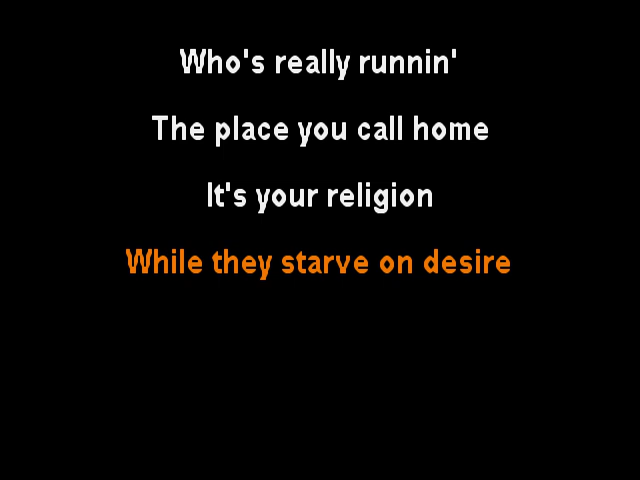 Who's really runnin'
The place you call home
It's your religion
While they starve on desire